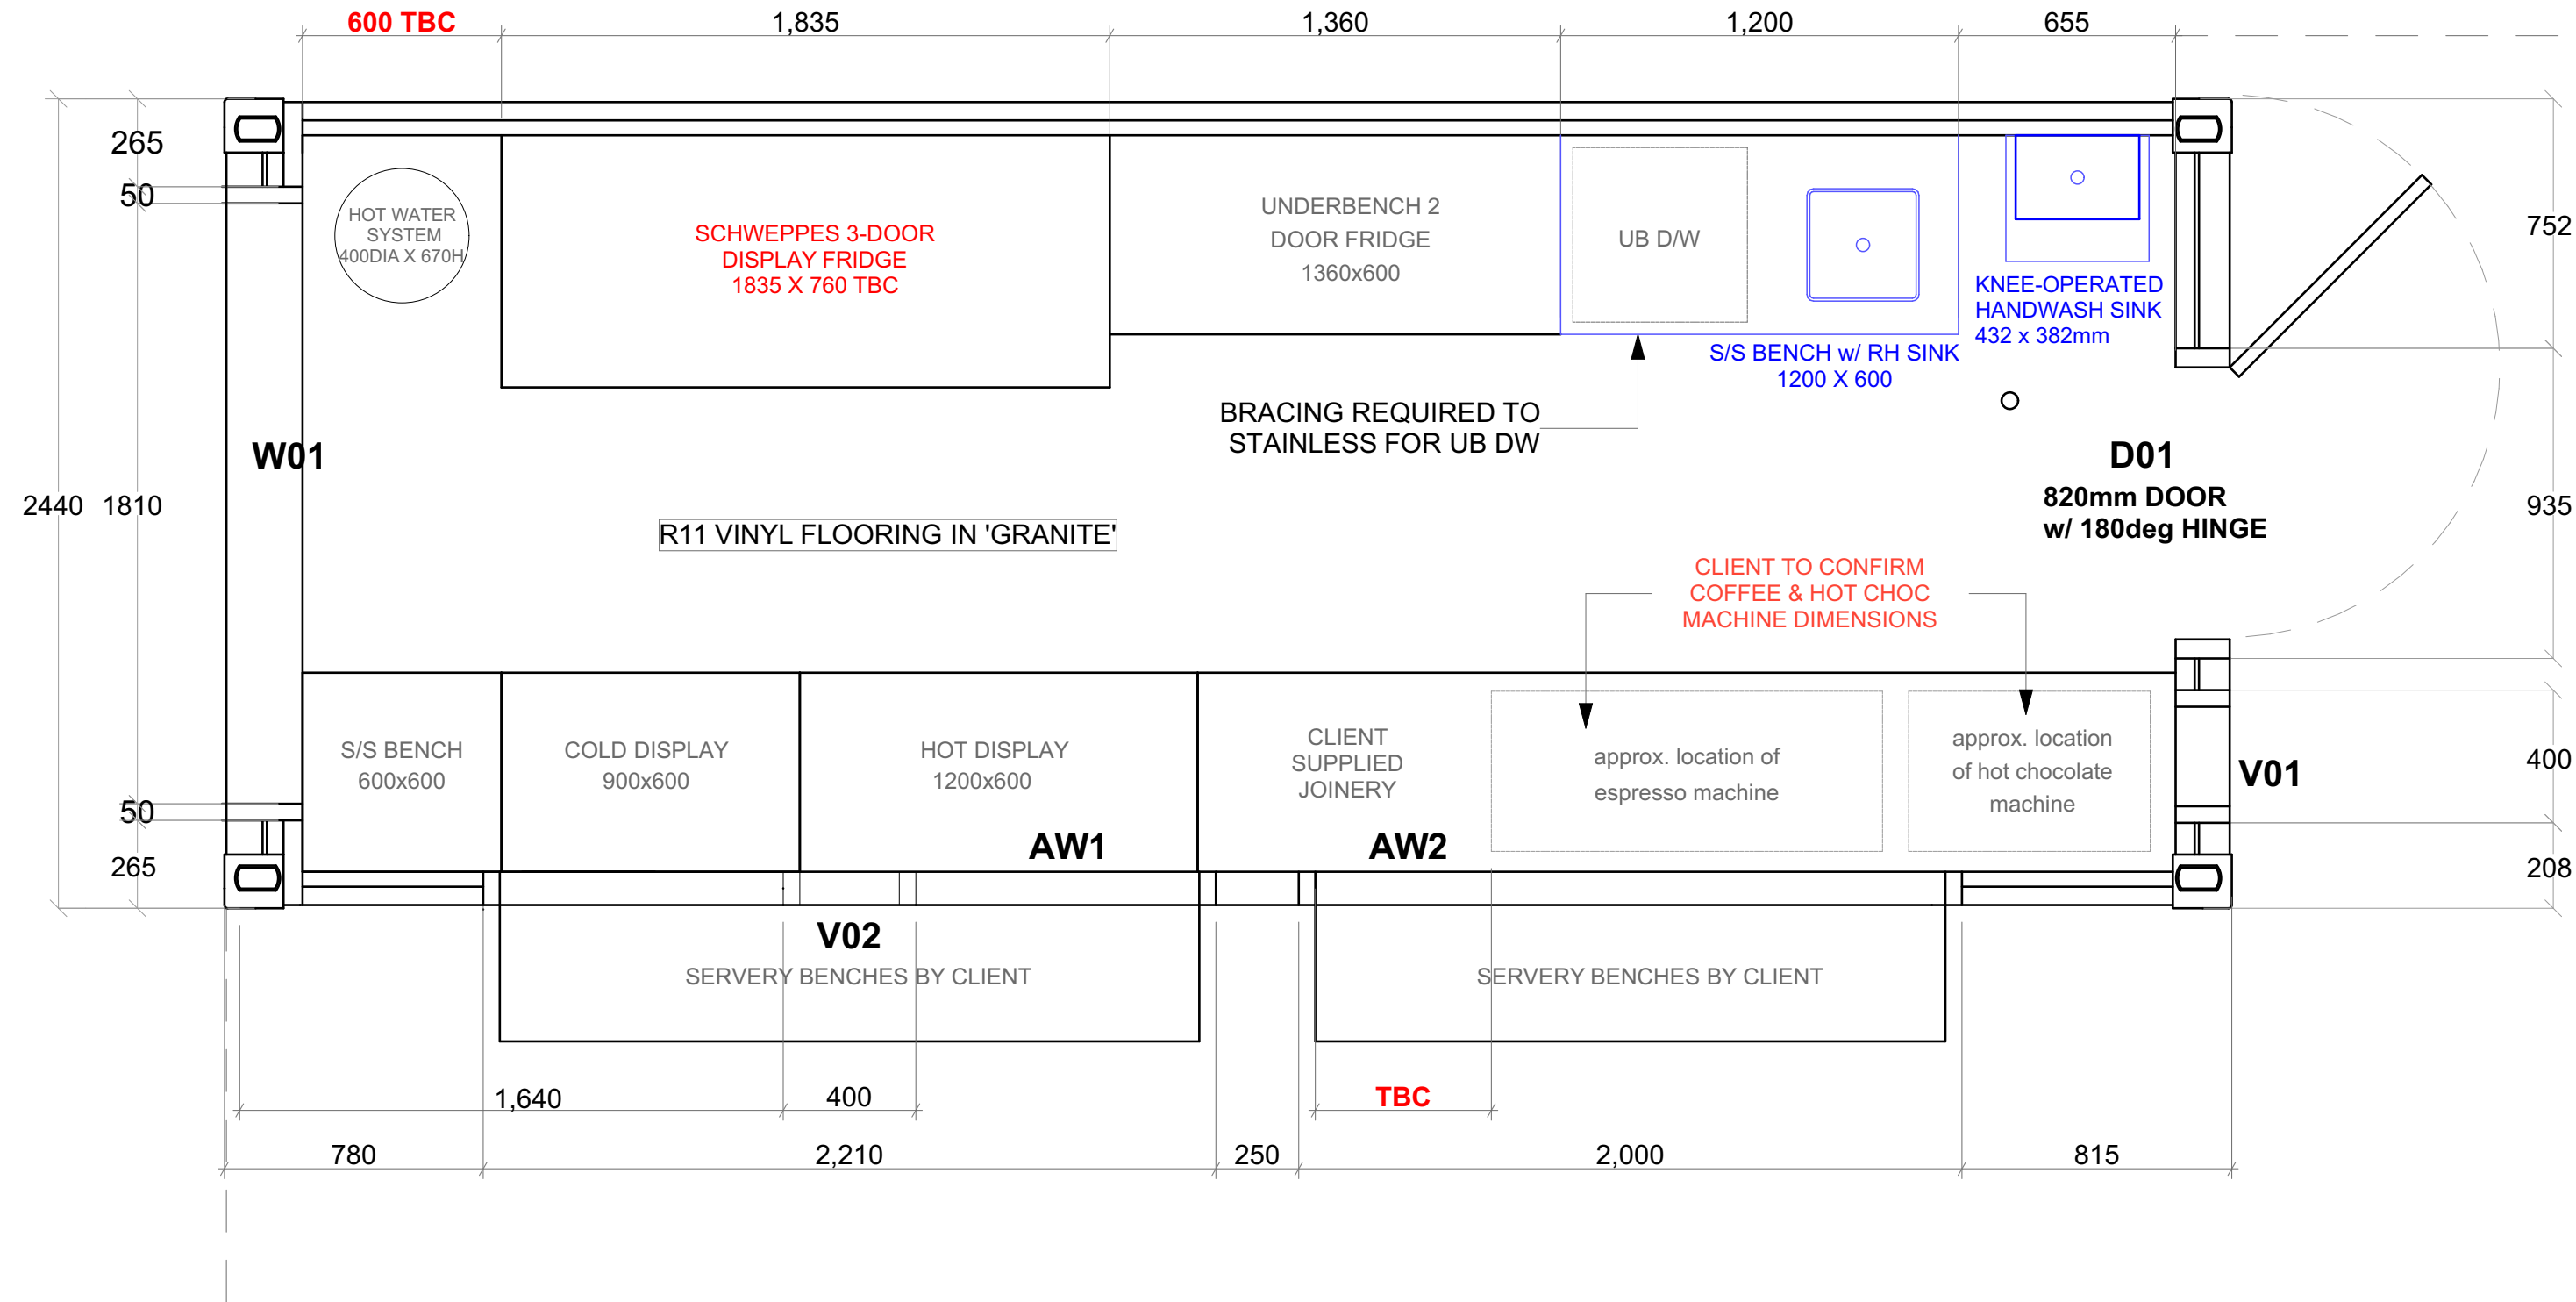 600 TBC
1,835
1,360
1,200
655
265
50
2440
1810
50
265
HOT WATER
SYSTEM
400DIA X 670H
SCHWEPPES 3-DOOR
DISPLAY FRIDGE
1835 X 760 TBC
UNDERBENCH 2
DOOR FRIDGE
1360x600
UB D/W
KNEE-OPERATED
HANDWASH SINK
432 x 382mm
S/S BENCH w/ RH SINK
1200 X 600
BRACING REQUIRED TO
STAINLESS FOR UB DW
W01
D01
820mm DOOR
w/ 180deg HINGE
R11 VINYL FLOORING IN 'GRANITE'
CLIENT TO CONFIRM
COFFEE & HOT CHOC
MACHINE DIMENSIONS
752
935
400
208
S/S BENCH
600x600
COLD DISPLAY
900x600
HOT DISPLAY
1200x600
CLIENT
SUPPLIED
JOINERY
approx. location of
espresso machine
approx. location
of hot chocolate
machine
V01
AW1
AW2
V02
SERVERY BENCHES BY CLIENT
SERVERY BENCHES BY CLIENT
1,640
400
TBC
780
2,210
250
2,000
815